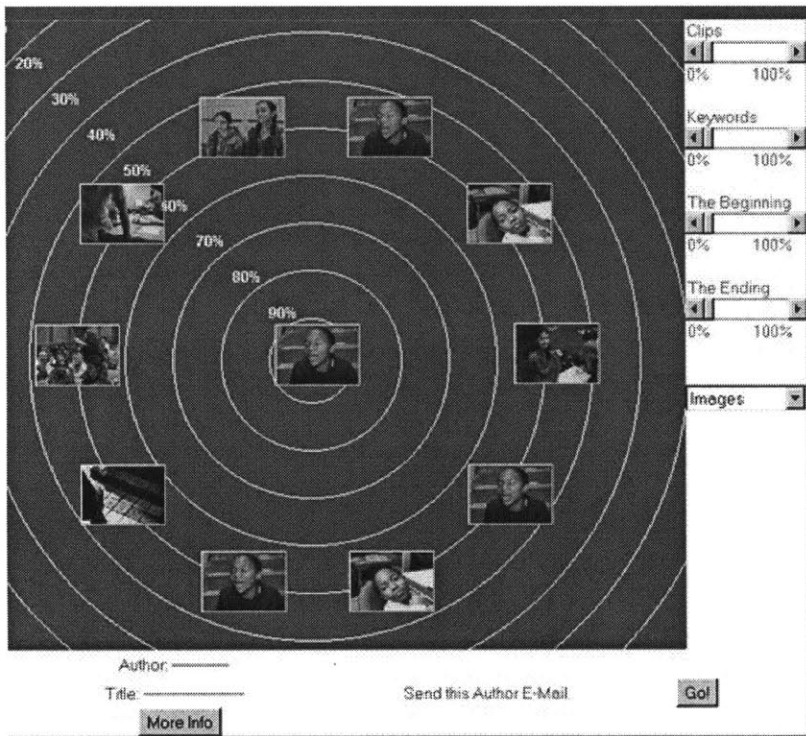 20%
30%
40%
50%
60%
70%
80%
90%
Clips
0% 100%
Keywords
0% 100%
The Beginning
0% 100%
The Ending
0% 100%
Images
Author:
Title:
Send this Author E-Mail
Go!
More Info